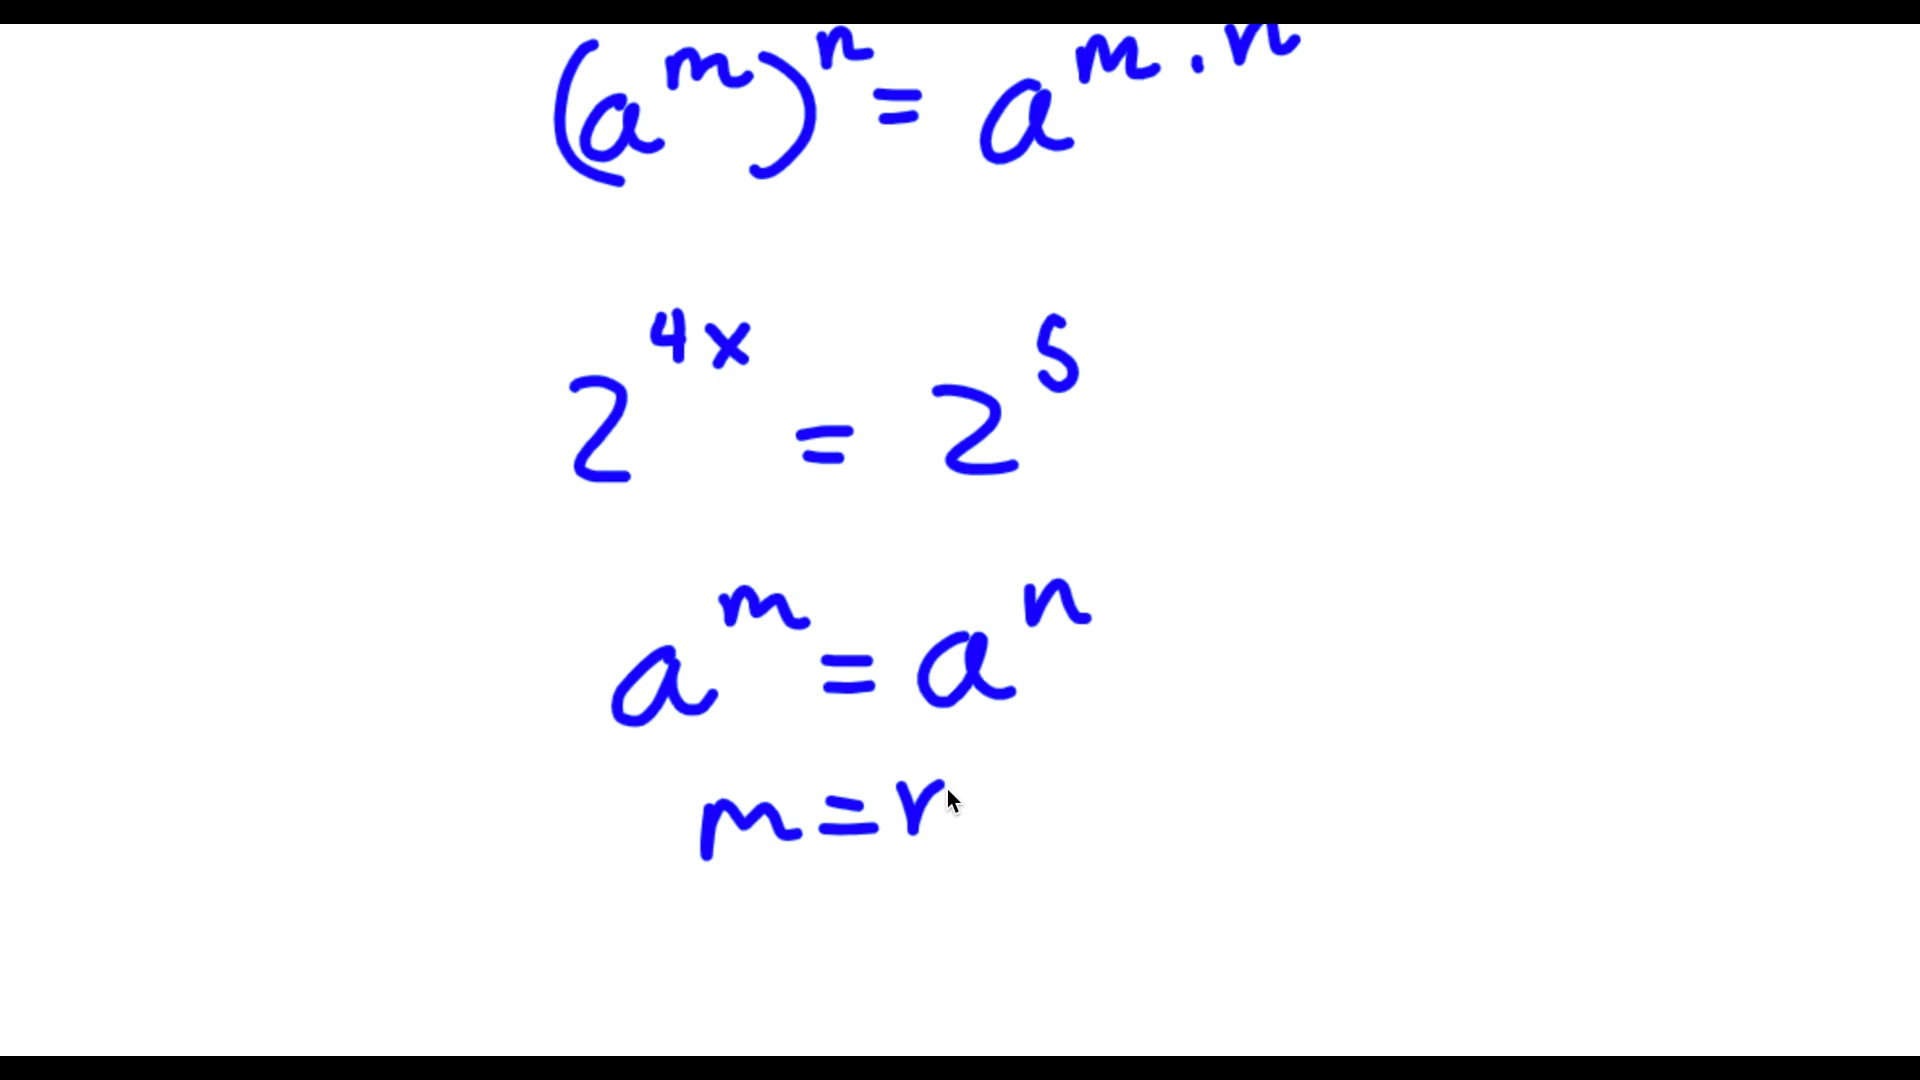 (a^m)^n = a^{m·n}
2^{4x} = 2^5
a^m = a^n
m = r